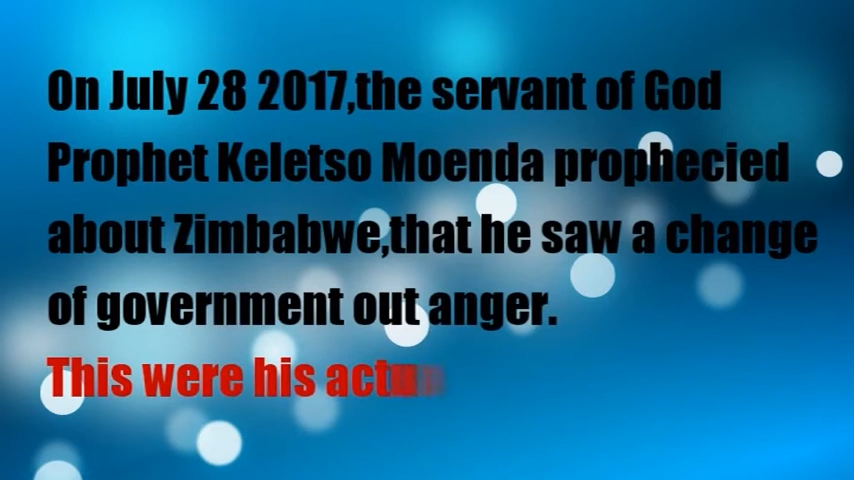 On July 28 2017,the servant of God
Prophet Keletso Moenda prophecied
about Zimbabwe,that he saw a change
of government out anger.
This were his